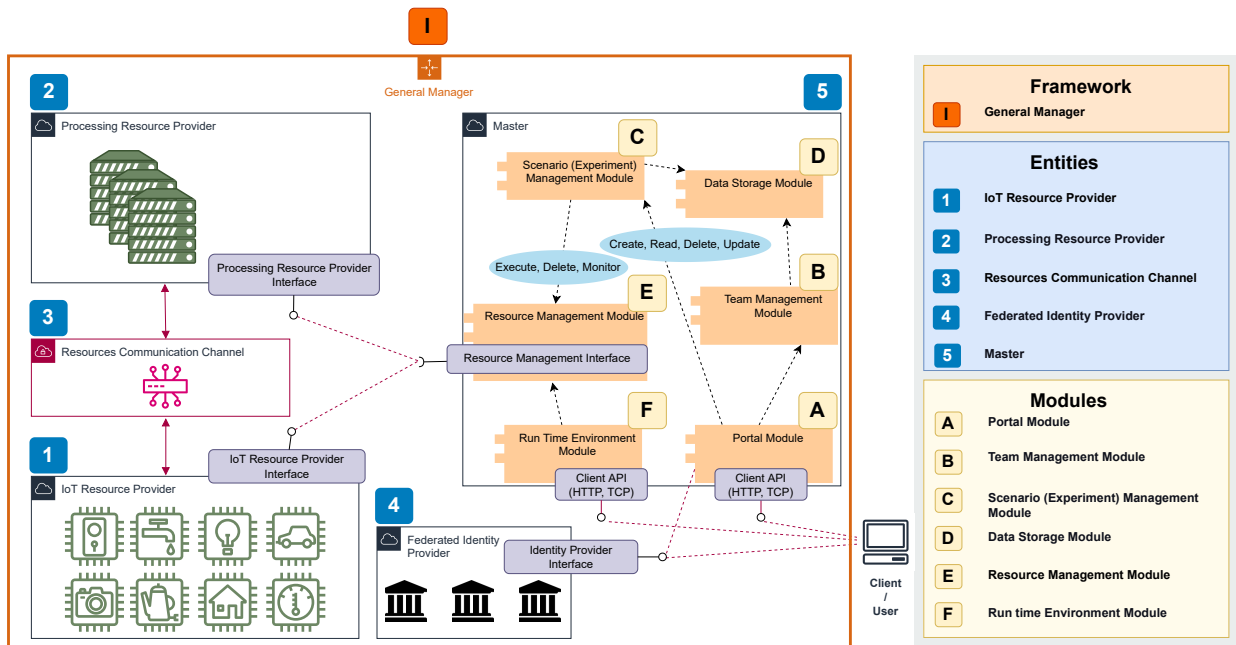 I
General Manager
2
Processing Resource Provider
Processing Resource Provider
Interface
3
Resources Communication Channel
1
IoT Resource Provider
Interface
IoT Resource Provider
4
Federated Identity
Provider
Identity Provider
Interface
5
Master
C
Scenario (Experiment)
Management Module
D
Data Storage Module
Create, Read, Delete, Update
Execute, Delete, Monitor
B
Team Management
Module
E
Resource Management Module
Resource Management Interface
F
Run Time Environment
Module
Client API
(HTTP, TCP)
A
Portal Module
Client API
(HTTP, TCP)
Client
/
User
Framework
I
General Manager
Entities
1
IoT Resource Provider
2
Processing Resource Provider
3
Resources Communication Channel
4
Federated Identity Provider
5
Master
Modules
A
Portal Module
B
Team Management Module
C
Scenario (Experiment) Management
Module
D
Data Storage Module
E
Resource Management Module
F
Run time Environment Module